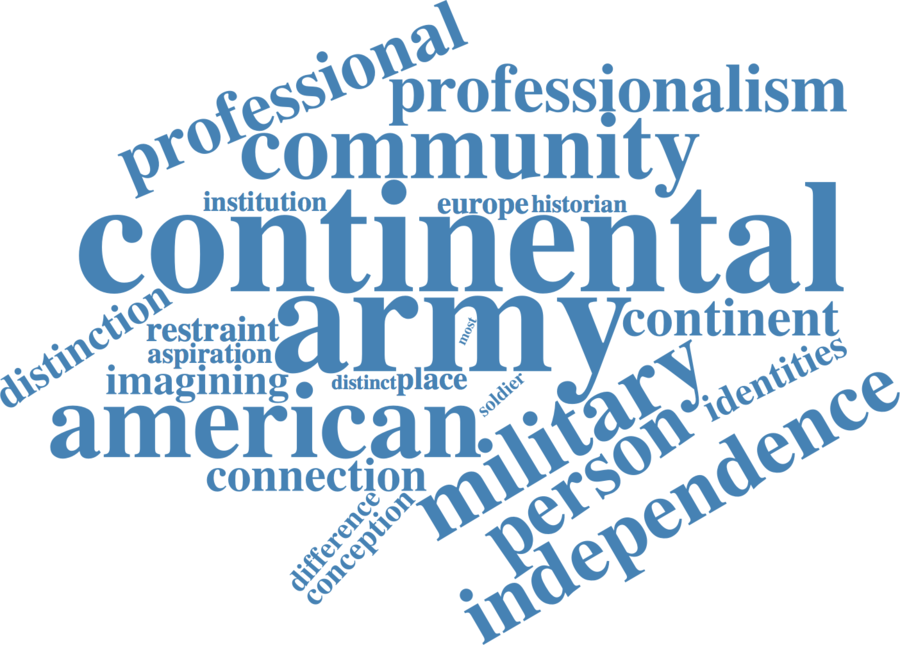 professional
professionalism
community
institution
europe
historian
continental
distinction
army
most
continent
restraint
aspiration
imagining
distinct
place
soldier
identities
american
military
person
independence
connection
difference
conception